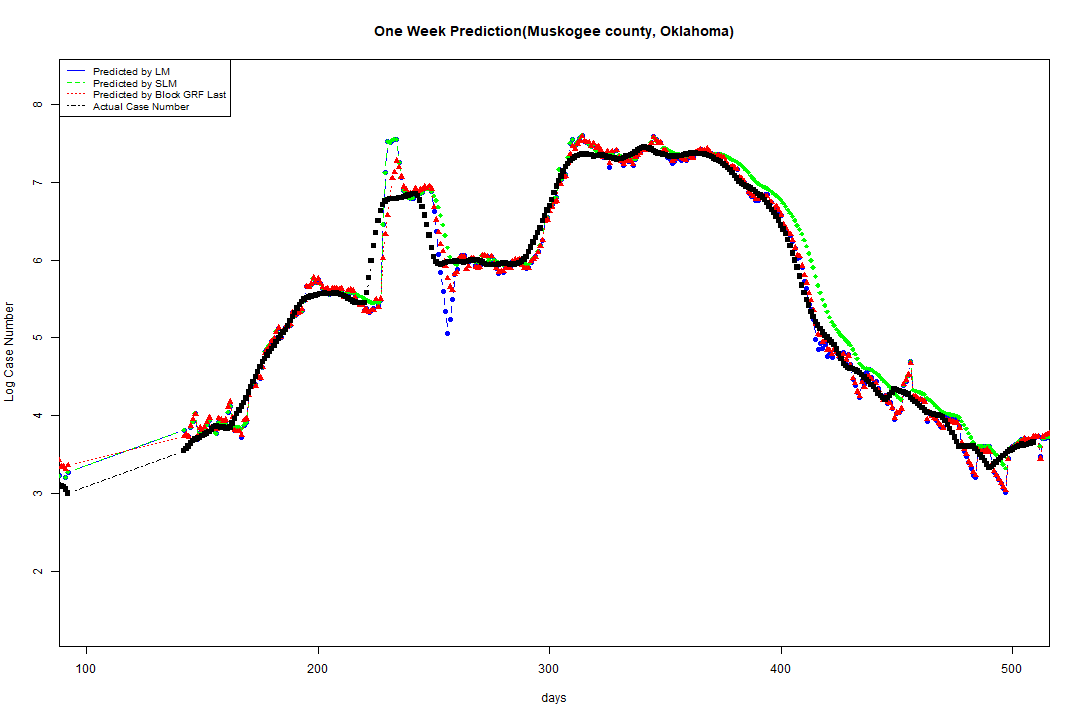 One Week Prediction(Muskogee county, Oklahoma)
Predicted by LM
Predicted by SLM
Predicted by Block GRF Last
Actual Case Number
Log Case Number
8
7
6
5
4
3
2
100 200 300 400 500
days